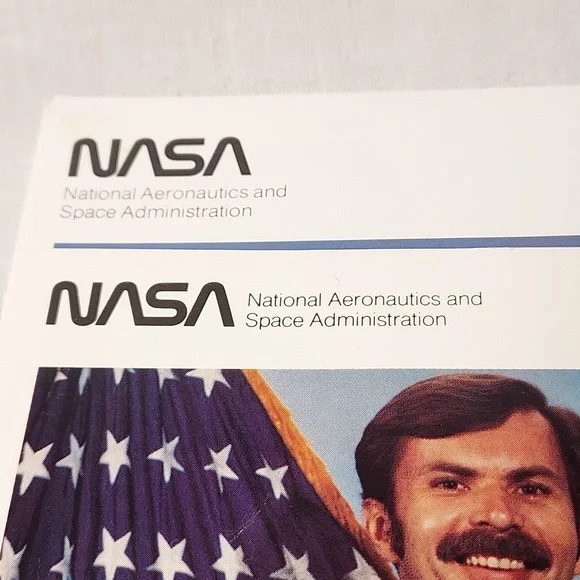 NASA
National Aeronautics and
Space Administration
NASA
National Aeronautics and
Space Administration